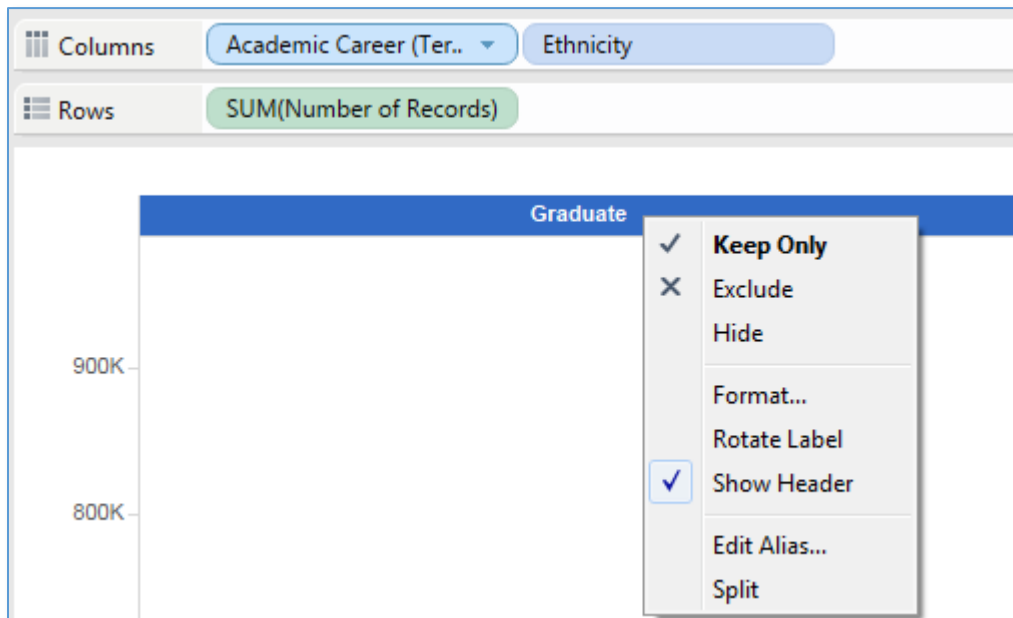 Columns Academic Career (Ter.. Ethnicity
Rows SUM(Number of Records)
Graduate
Keep Only
Exclude
Hide
900K
Format...
Rotate Label
Show Header
800K
Edit Alias...
Split